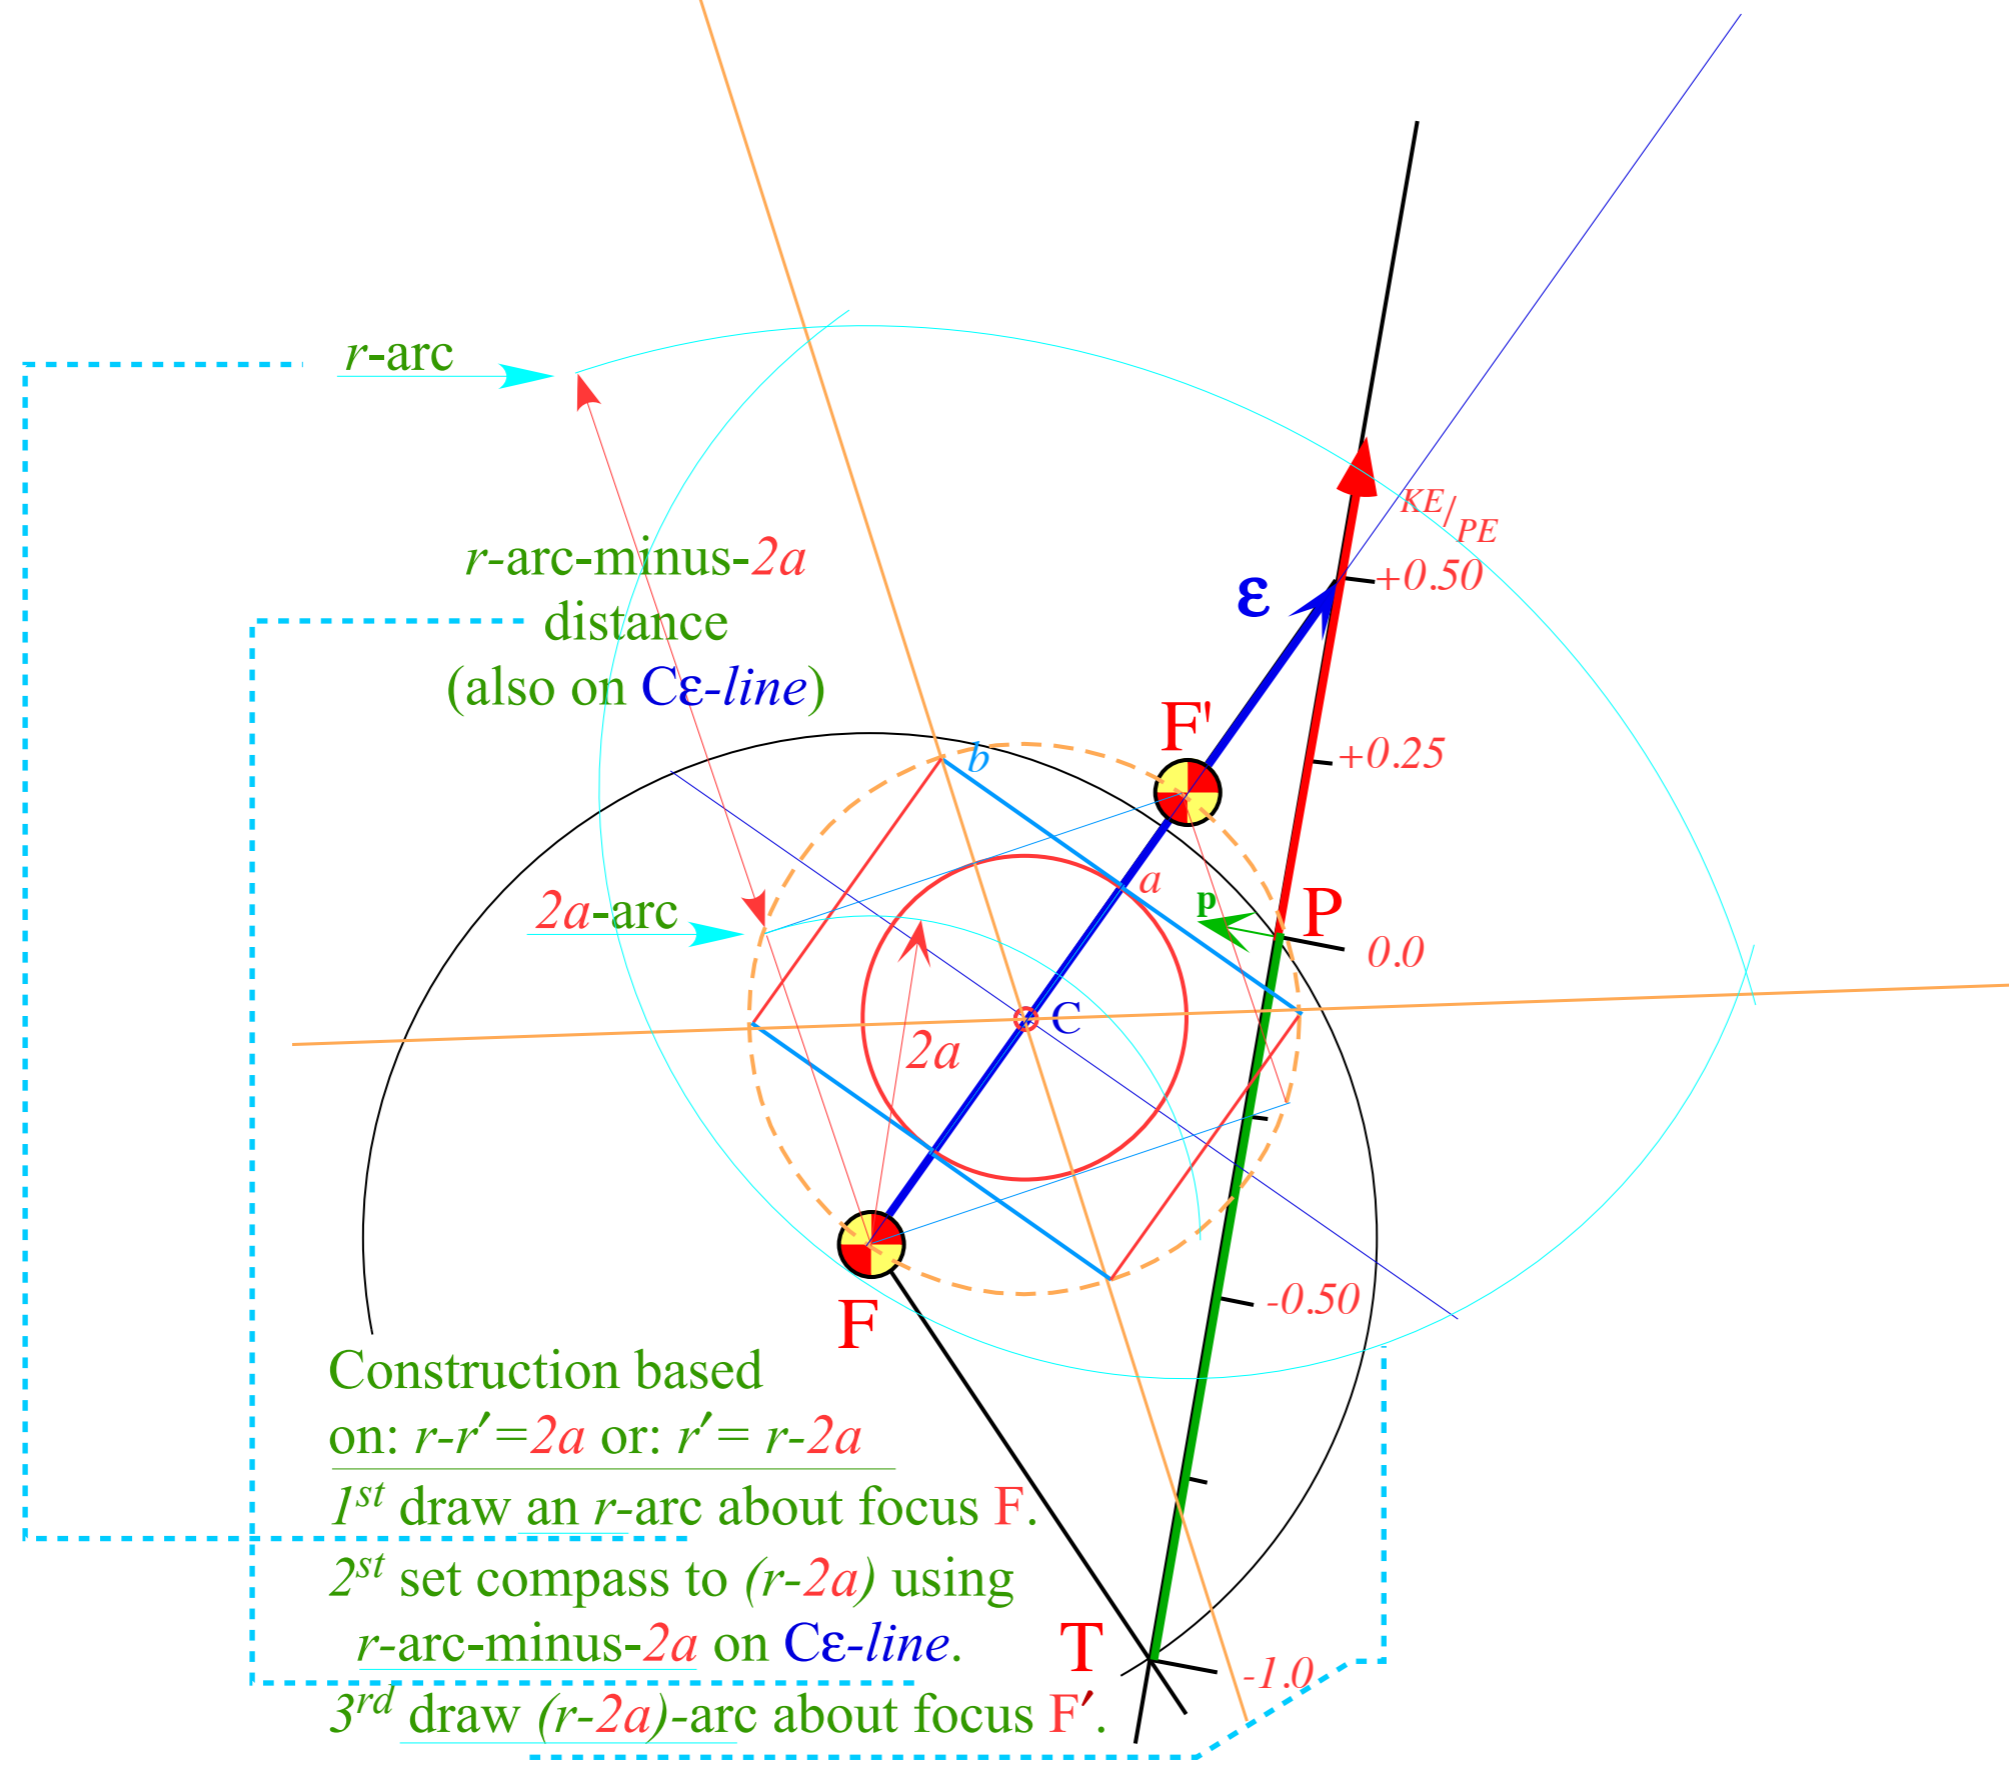 r-arc
KE/PE
r-arc-minus-2a
+0.50
ε
distance
(also on Cε-line)
F'
b
+0.25
a
2a-arc
p
P
0.0
C
2a
-0.50
F
Construction based
on: r-r′=2a or: r′= r-2a
1st draw an r-arc about focus F.
2st set compass to (r-2a) using
r-arc-minus-2a on Cε-line.
T
-1.0
3rd draw (r-2a)-arc about focus F′.